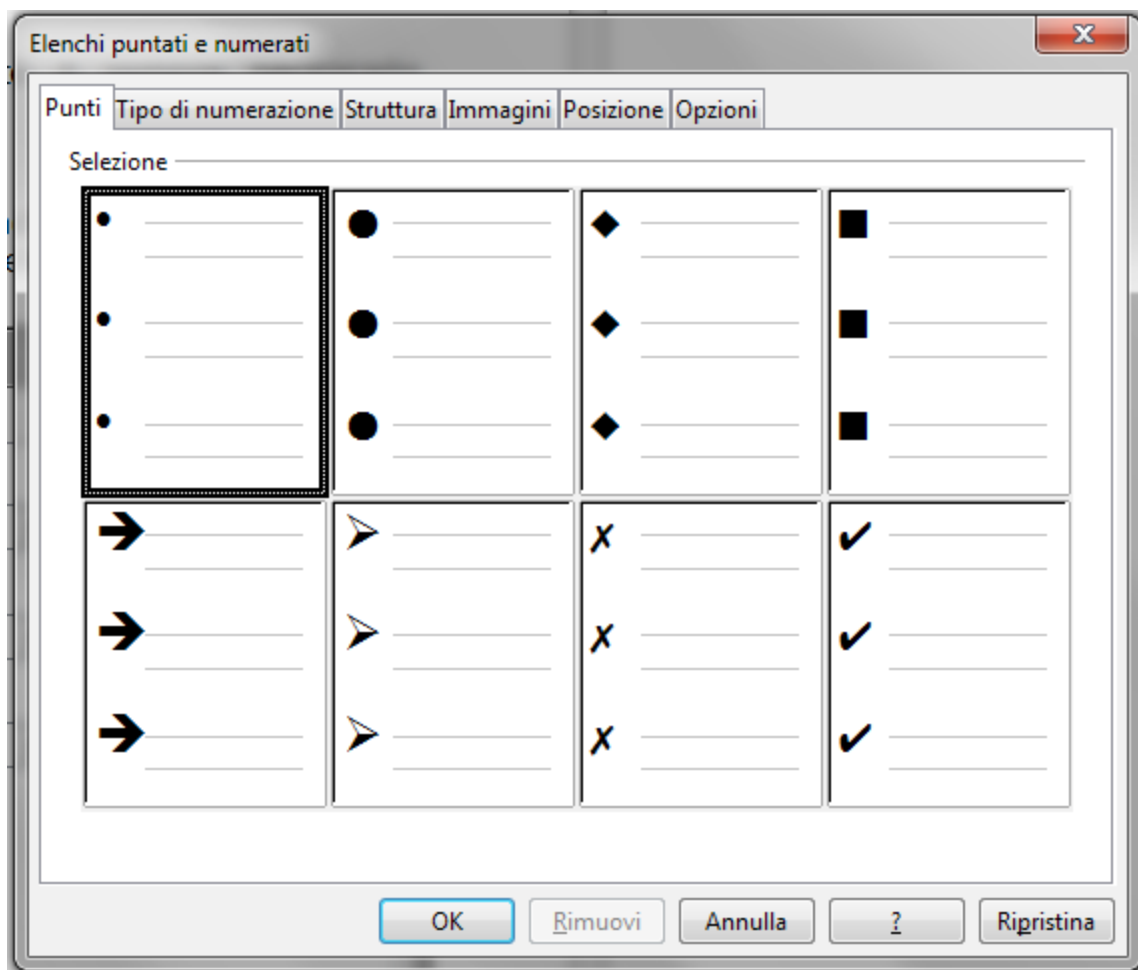 Elenchi puntati e numerati
Punti Tipo di numerazione Struttura Immagini Posizione Opzioni
Selezione
OK Rimuovi Annulla ? Ripristina